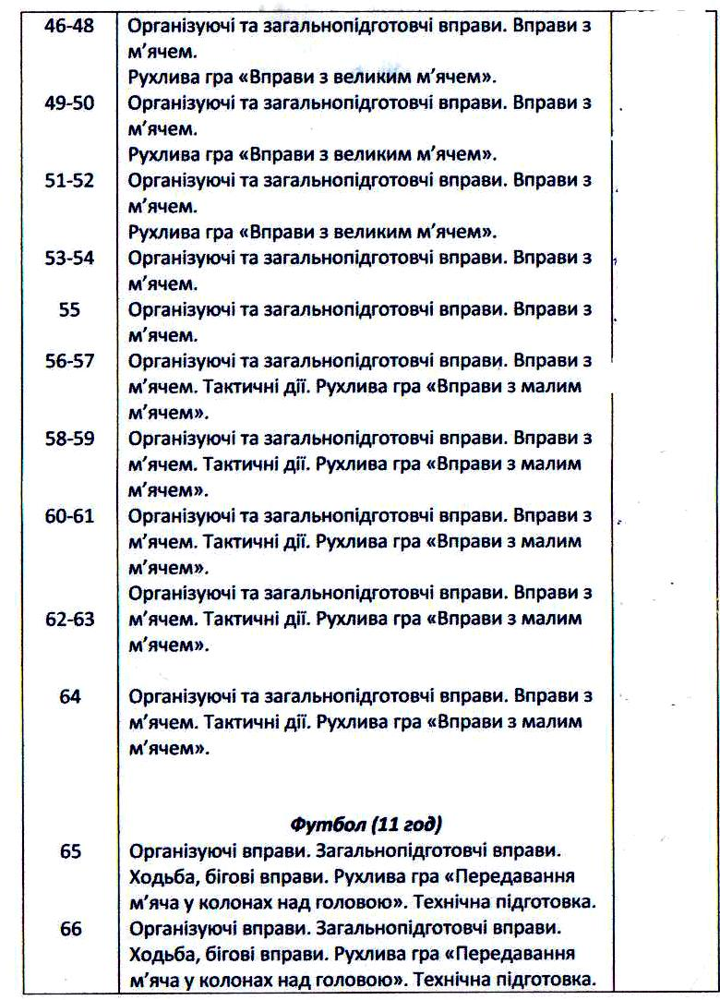 46-48 Організуючі та загальнопідготовчі вправи. Вправи з
м’ячем.
Рухлива гра «Вправи з великим м’ячем».
49-50 Організуючі та загальнопідготовчі вправи. Вправи з
м’ячем.
Рухлива гра «Вправи з великим м’ячем».
51-52 Організуючі та загальнопідготовчі вправи. Вправи з
м’ячем.
Рухлива гра «Вправи з великим м’ячем».
53-54 Організуючі та загальнопідготовчі вправи. Вправи з
м’ячем.
55 Організуючі та загальнопідготовчі вправи. Вправи з
м’ячем.
56-57 Організуючі та загальнопідготовчі вправи. Вправи з
м’ячем. Тактичні дії. Рухлива гра «Вправи з малим
м’ячем».
58-59 Організуючі та загальнопідготовчі вправи. Вправи з
м’ячем. Тактичні дії. Рухлива гра «Вправи з малим
м’ячем».
60-61 Організуючі та загальнопідготовчі вправи. Вправи з
м’ячем. Тактичні дії. Рухлива гра «Вправи з малим
м’ячем».
Організуючі та загальнопідготовчі вправи. Вправи з
62-63 м’ячем. Тактичні дії. Рухлива гра «Вправи з малим
м’ячем».
64 Організуючі та загальнопідготовчі вправи. Вправи з
м’ячем. Тактичні дії. Рухлива гра «Вправи з малим
м’ячем».
Футбол (11 год)
65 Організуючі вправи. Загальнопідготовчі вправи.
Ходьба, бігові вправи. Рухлива гра «Передавання
м’яча у колонах над головою». Технічна підготовка.
66 Організуючі вправи. Загальнопідготовчі вправи.
Ходьба, бігові вправи. Рухлива гра «Передавання
м’яча у колонах над головою». Технічна підготовка.